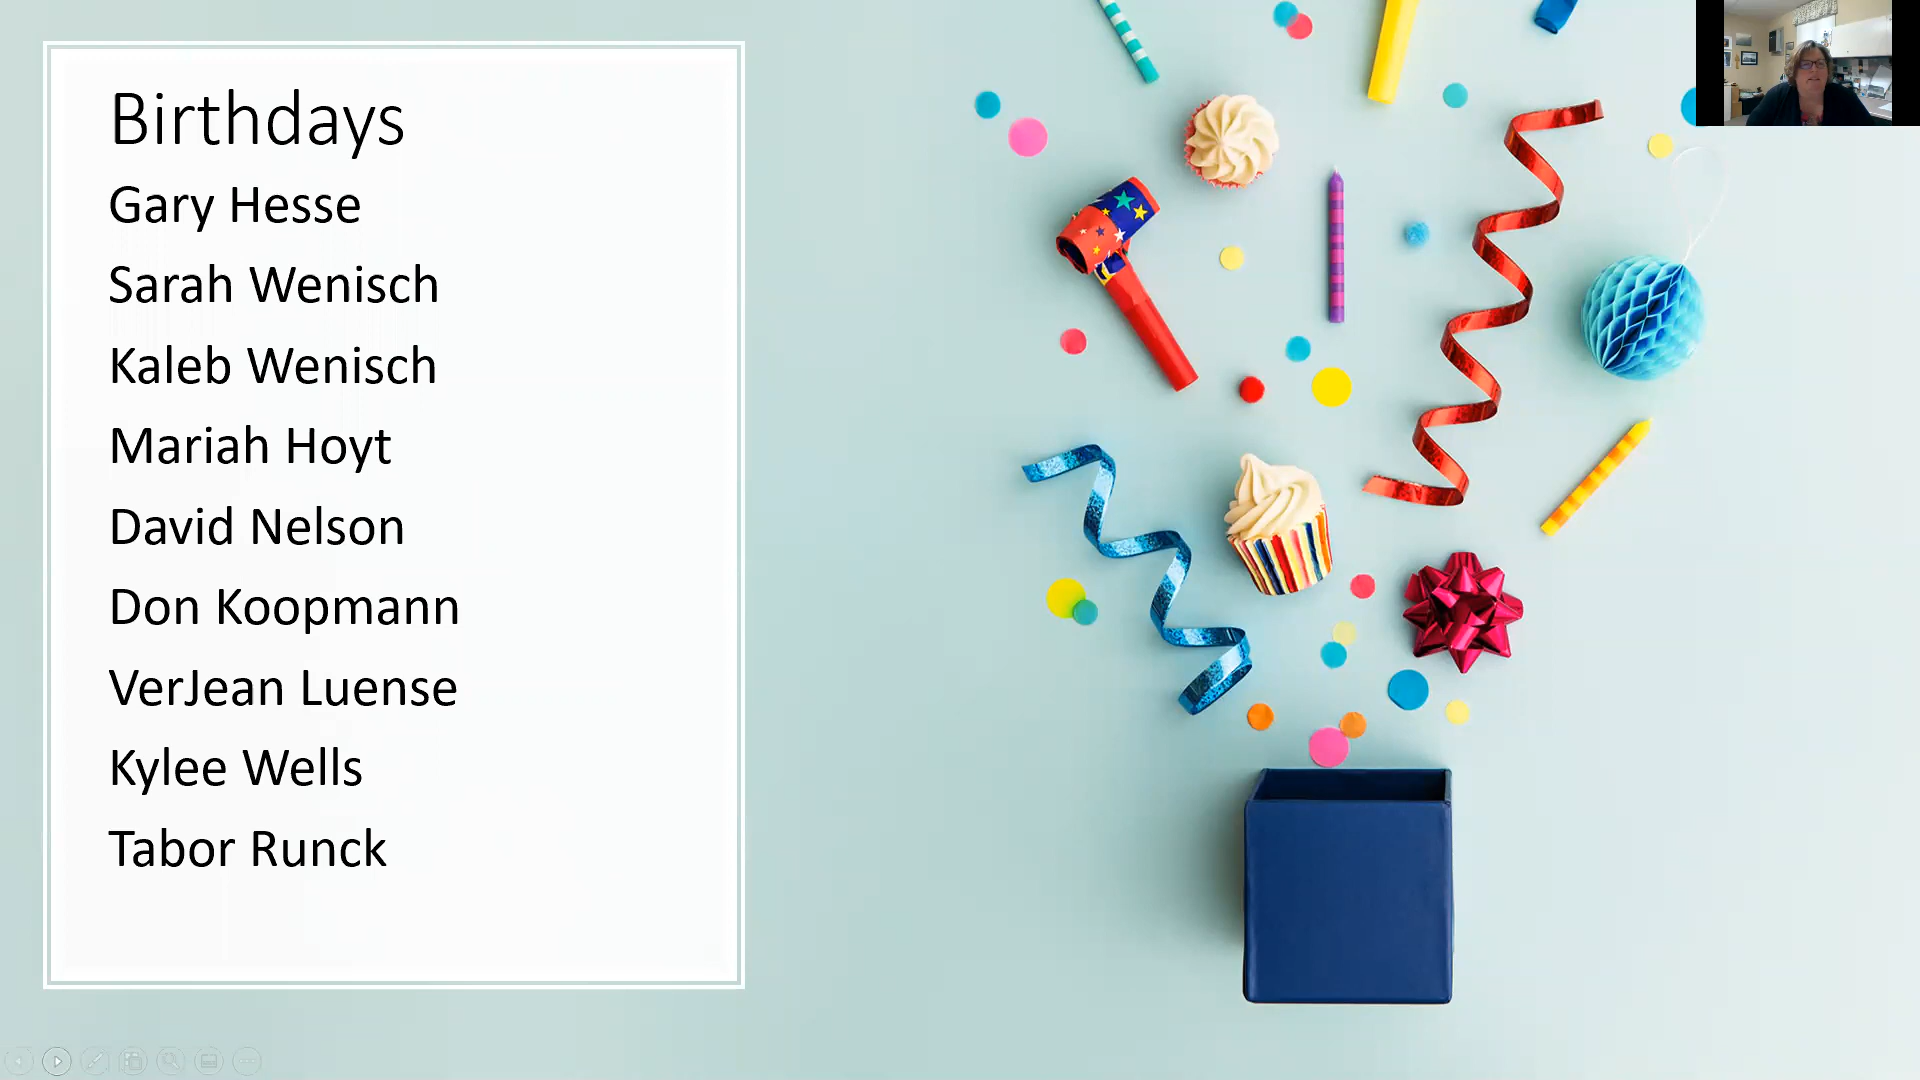 Birthdays
Gary Hesse
Sarah Wenisch
Kaleb Wenisch
Mariah Hoyt
David Nelson
Don Koopmann
VerJean Luense
Kylee Wells
Tabor Runck